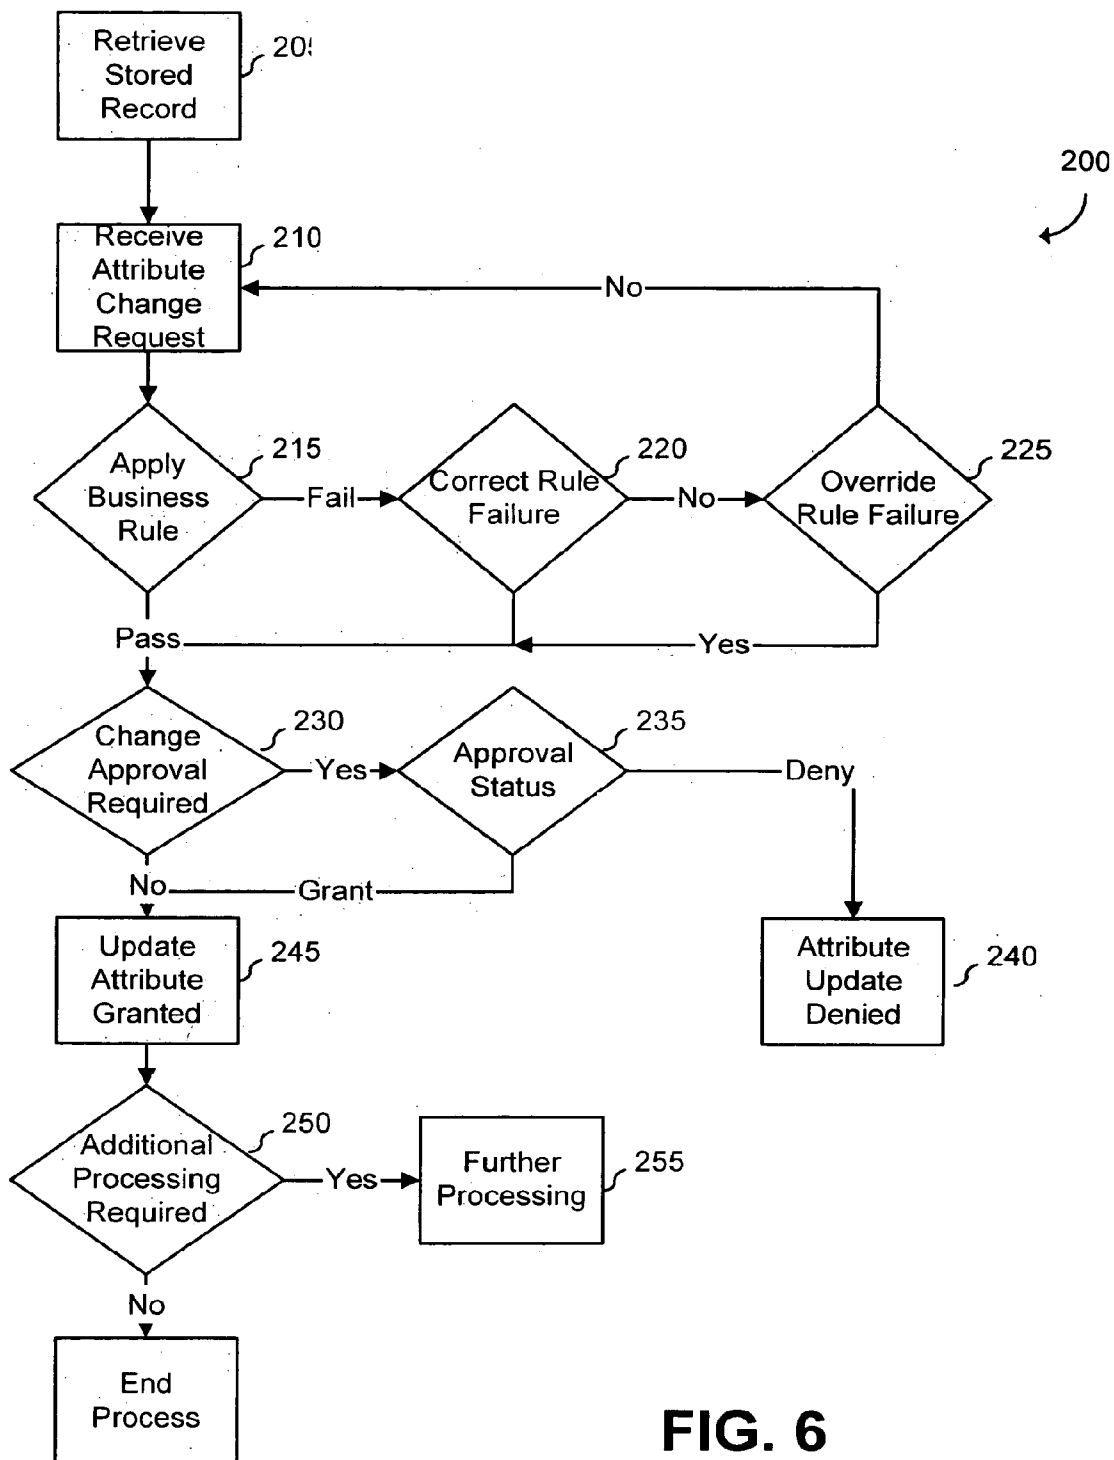 Retrieve
Stored
Record
200
Receive
Attribute
Change
Request
210
No
Apply
Business
Rule
215
Fail
Correct Rule
Failure
220
No
Override
Rule Failure
225
Pass
Yes
Change
Approval
Required
230
Yes
Approval
Status
235
Deny
No
Grant
Update
Attribute
Granted
245
Attribute
Update
Denied
240
Additional
Processing
Required
250
Yes
Further
Processing
255
No
End
Process
FIG. 6